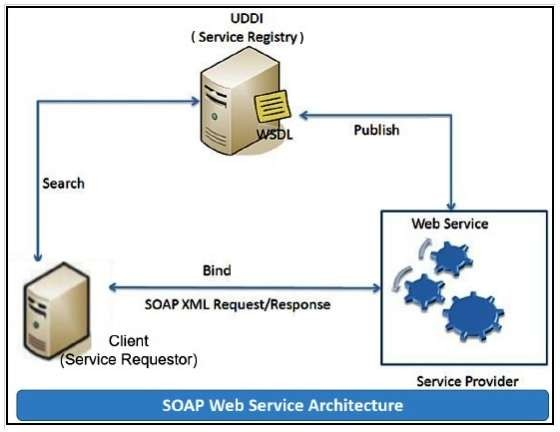 UDDI
( Service Registry)
WSDL
Publish
Search
Web Service
Bind
SOAP XML Request/Response
Client
(Service Requestor)
Service Provider
SOAP Web Service Architecture